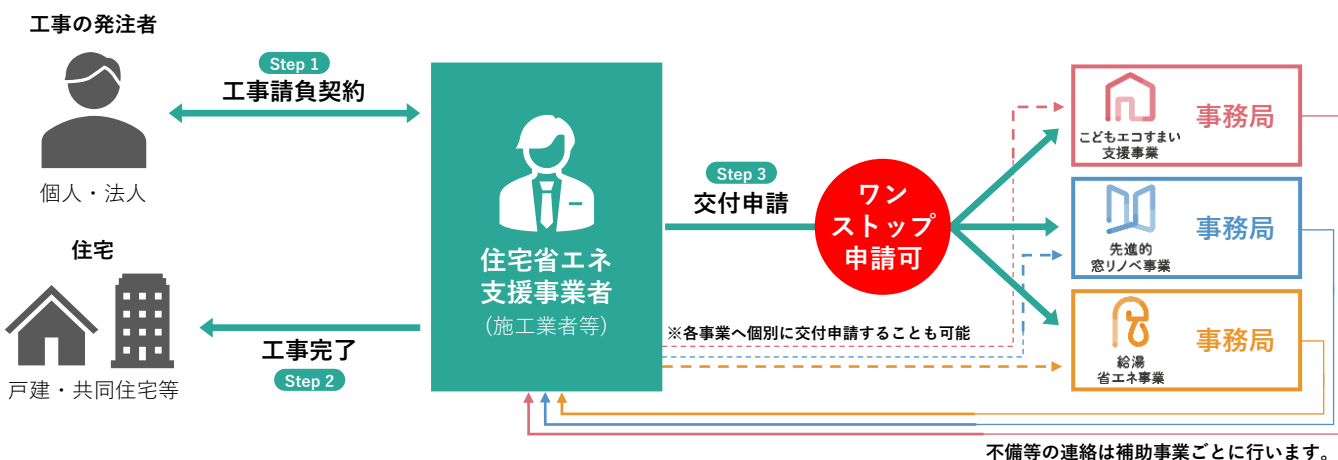 工事の発注者
個人・法人
Step 1
工事請負契約
住宅
戸建・共同住宅等
工事完了
Step 2
住宅省エネ
支援事業者
(施工業者等)
Step 3
交付申請
ワン
ストップ
申請可
※各事業へ個別に交付申請することも可能
こどもエコすまい
支援事業
事務局
先進的
窓リノベ事業
事務局
給湯
省エネ事業
事務局
不備等の連絡は補助事業ごとに行います。